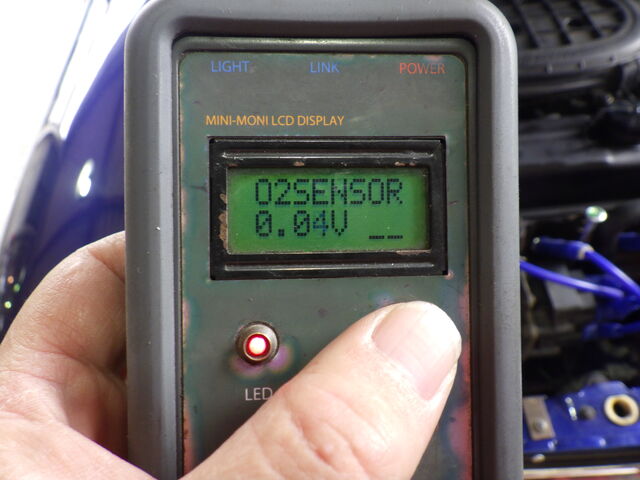 LIGHT LINK POWER
MINI-MONI LCD DISPLAY
O2SENSOR
0.04V __
LED